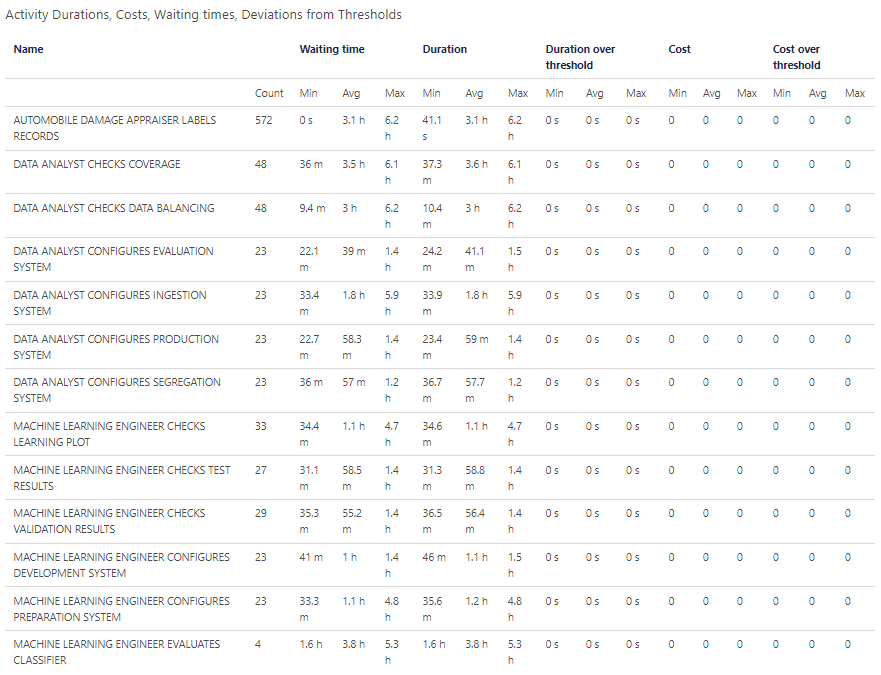 Activity Durations, Costs, Waiting times, Deviations from Thresholds
Name Waiting time Duration Duration over threshold Cost Cost over threshold
Count Min Avg Max Min Avg Max Min Avg Max Min Avg Max Min Avg Max
AUTOMOBILE DAMAGE APPRAISER LABELS RECORDS 572 0 s 3.1 h 6.2 h 41.1 s 3.1 h 6.2 h 0 s 0 s 0 s 0 0 0 0 0 0
DATA ANALYST CHECKS COVERAGE 48 36 m 3.5 h 6.1 h 37.3 m 3.6 h 6.1 h 0 s 0 s 0 s 0 0 0 0 0 0
DATA ANALYST CHECKS DATA BALANCING 48 9.4 m 3 h 6.2 h 10.4 m 3 h 6.2 h 0 s 0 s 0 s 0 0 0 0 0 0
DATA ANALYST CONFIGURES EVALUATION SYSTEM 23 22.1 m 39 m 1.4 h 24.2 m 41.1 m 1.5 h 0 s 0 s 0 s 0 0 0 0 0 0
DATA ANALYST CONFIGURES INGESTION SYSTEM 23 33.4 m 1.8 h 5.9 h 33.9 m 1.8 h 5.9 h 0 s 0 s 0 s 0 0 0 0 0 0
DATA ANALYST CONFIGURES PRODUCTION SYSTEM 23 22.7 m 58.3 m 1.4 h 23.4 m 59 m 1.4 h 0 s 0 s 0 s 0 0 0 0 0 0
DATA ANALYST CONFIGURES SEGREGATION SYSTEM 23 36 m 57 m 1.2 h 36.7 m 57.7 m 1.2 h 0 s 0 s 0 s 0 0 0 0 0 0
MACHINE LEARNING ENGINEER CHECKS LEARNING PLOT 33 34.4 m 1.1 h 4.7 h 34.6 m 1.1 h 4.7 h 0 s 0 s 0 s 0 0 0 0 0 0
MACHINE LEARNING ENGINEER CHECKS TEST RESULTS 27 31.1 m 58.5 m 1.4 h 31.3 m 58.8 m 1.4 h 0 s 0 s 0 s 0 0 0 0 0 0
MACHINE LEARNING ENGINEER CHECKS VALIDATION RESULTS 29 35.3 m 55.2 m 1.4 h 36.5 m 56.4 m 1.4 h 0 s 0 s 0 s 0 0 0 0 0 0
MACHINE LEARNING ENGINEER CONFIGURES DEVELOPMENT SYSTEM 23 41 m 1 h 1.4 h 46 m 1.1 h 1.5 h 0 s 0 s 0 s 0 0 0 0 0 0
MACHINE LEARNING ENGINEER CONFIGURES PREPARATION SYSTEM 23 33.3 m 1.1 h 4.8 h 35.6 m 1.2 h 4.8 h 0 s 0 s 0 s 0 0 0 0 0 0
MACHINE LEARNING ENGINEER EVALUATES CLASSIFIER 4 1.6 h 3.8 h 5.3 h 1.6 h 3.8 h 5.3 h 0 s 0 s 0 s 0 0 0 0 0 0